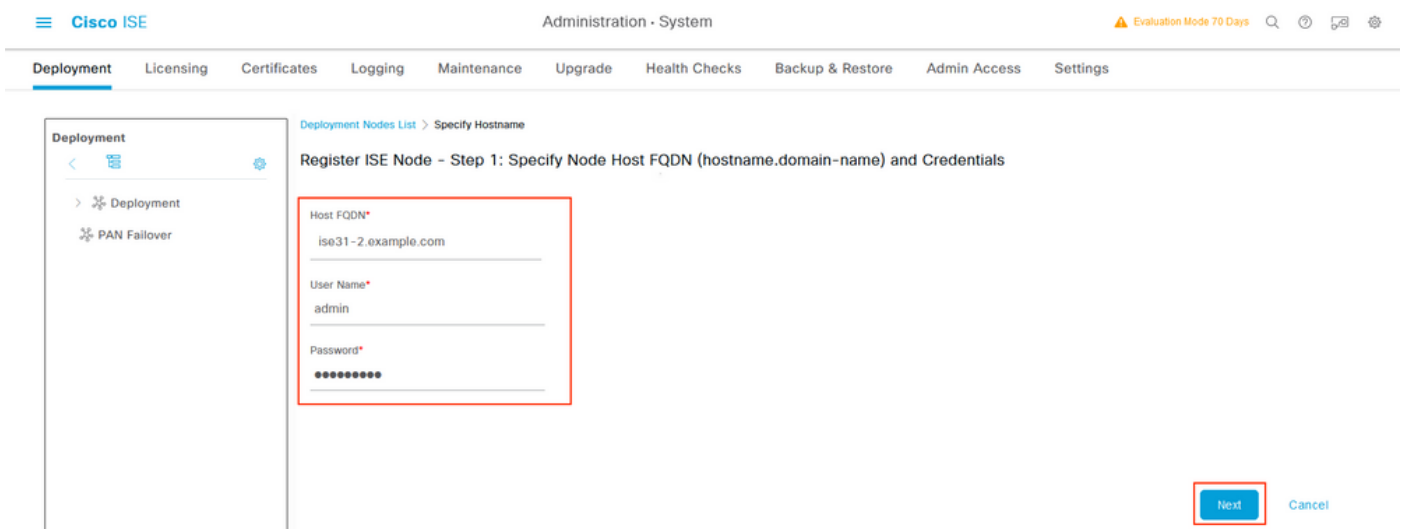 Cisco ISE
Administration · System
Evaluation Mode 70 Days
Deployment Licensing Certificates Logging Maintenance Upgrade Health Checks Backup & Restore Admin Access Settings
Deployment
Deployment
PAN Failover
Deployment Nodes List > Specify Hostname
Register ISE Node - Step 1: Specify Node Host FQDN (hostname.domain-name) and Credentials
Host FQDN*
ise31-2.example.com
User Name*
admin
Password*
•••••••••
Next Cancel